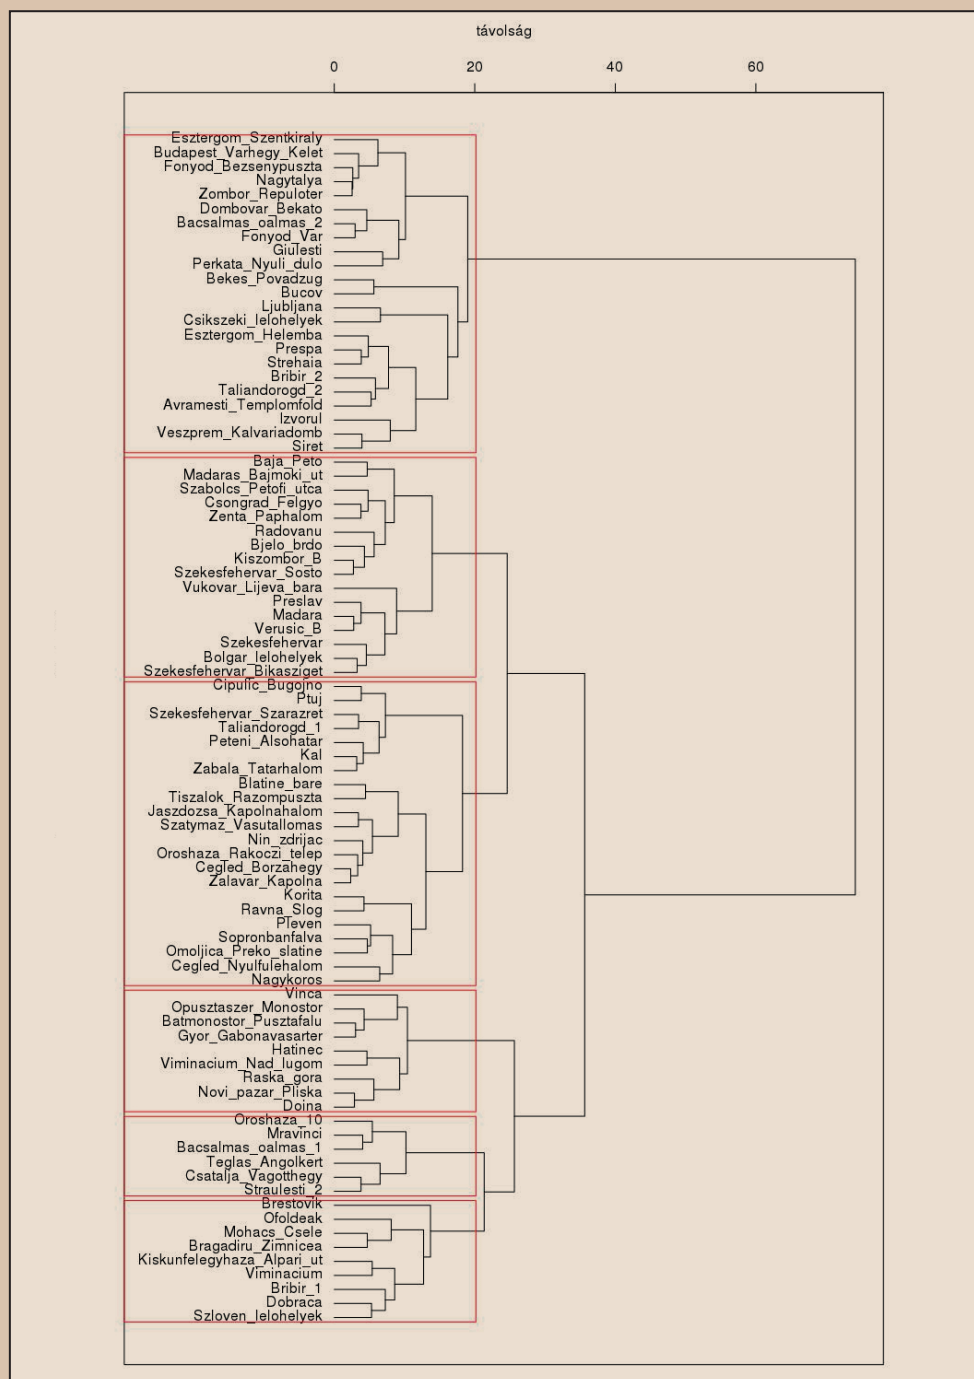 távolság
0 20 40 60
Esztergom_Szentkiraly
Budapest_Varhegy_Kelet
Fonyod_Bezsenypuszta
Nagytalya
Zombor_Repuloter
Dombovar_Bekato
Bacsalmas_oalmas_2
Fonyod_Var
Giulesti
Perkata_Nyuli_dulo
Bekes_Povadzug
Bucov
Ljubljana
Csikszeki_lelohelyek
Esztergom_Helemba
Prespa
Strehaia
Bribir_2
Taliandorogd_2
Avramesti_Templomfold
Izvorul
Veszprem_Kalvariadomb
Siret
Baja_Peto
Madaras_Bajmoki_ut
Szabolcs_Petofi_utca
Csongrad_Felgyo
Zenta_Paphalom
Radovanu
Bjelo_brdo
Kiszombor_B
Szekesfehervar_Sosto
Vukovar_Lijeva_bara
Preslav
Madara
Verusic_B
Szekesfehervar
Bolgar_lelohelyek
Szekesfehervar_Bikasziget
Cipulic_Bugojno
Ptuj
Szekesfehervar_Szarazret
Taliandorogd_1
Peteni_Alsohatar
Kal
Zabala_Tatarhalom
Blatine_bare
Tiszalok_Razompuszta
Jaszdozsa_Kapolnahalom
Szatymaz_Vasutallomas
Nin_zdrijac
Oroshaza_Rakoczi_telep
Cegled_Borzahegy
Zalavar_Kapolna
Korita
Ravna_Slog
Pleven
Sopronbanfalva
Omoljica_Preko_slatine
Cegled_Nyulfulehalom
Nagykoros
Vinca
Opusztaszer_Monostor
Batmonostor_Pusztafalu
Gyor_Gabonavasarter
Hatinec
Viminacium_Nad_lugom
Raska_gora
Novi_pazar_Pliska
Doina
Oroshaza_10
Mravinci
Bacsalmas_oalmas_1
Teglas_Angolkert
Csatalja_Vagotthegy
Straulesti_2
Brestovik
Ofoldeak
Mohacs_Csele
Bragadiru_Zimnicea
Kiskunfelegyhaza_Alpari_ut
Viminacium
Bribir_1
Dobraca
Szloven_lelohelyek